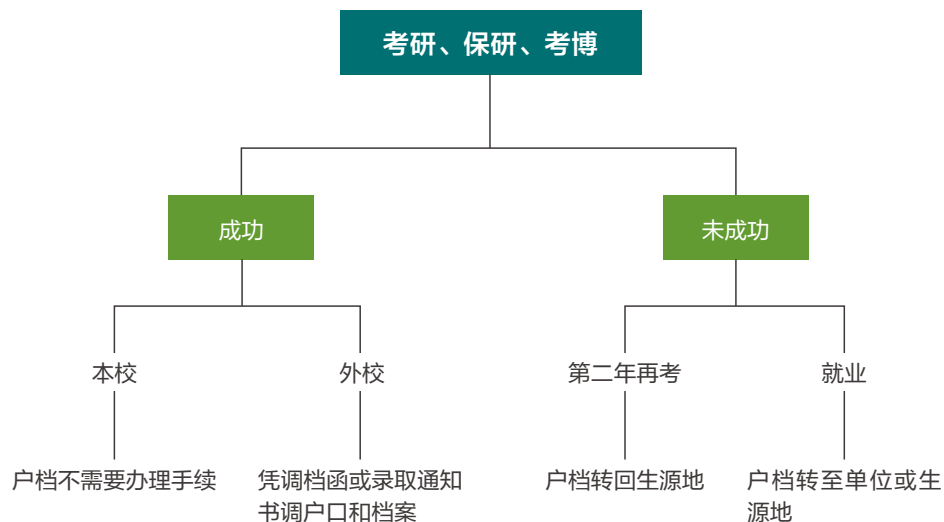 考研、保研、考博
成功
未成功
本校
外校
第二年再考
就业
户档不需要办理手续
凭调档函或录取通知
书调户口和档案
户档转回生源地
户档转至单位或生
源地